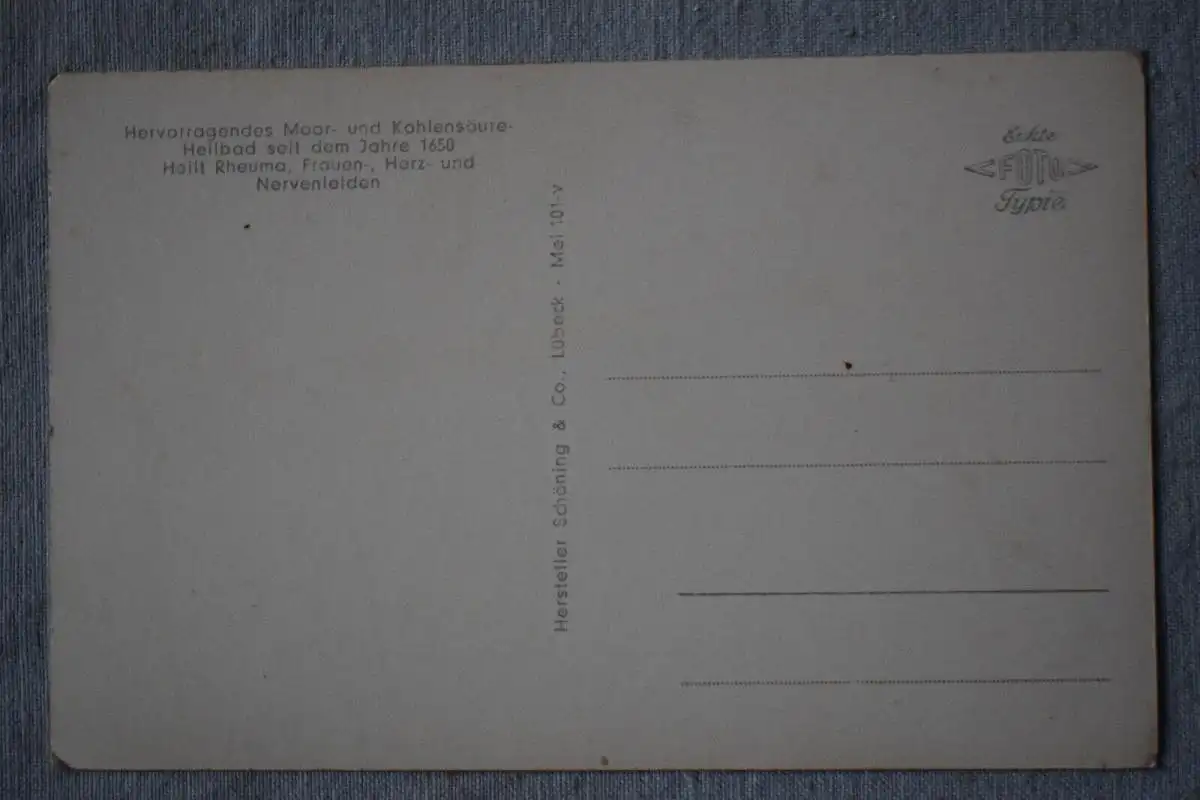 Hervorragendes Moor- und Kohlensäure-
Heilbad seit dem Jahre 1650
Heilt Rheuma, Frauen-, Herz- und
Nervenleiden
Hersteller Schöning & Co., Lübeck - Mei 101-v
Echte
FOTO
Typie